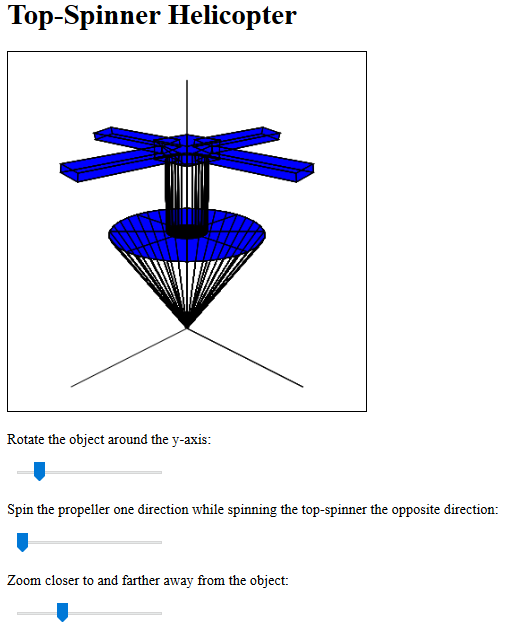 Top-Spinner Helicopter
Rotate the object around the y-axis:
Spin the propeller one direction while spinning the top-spinner the opposite direction:
Zoom closer to and farther away from the object: